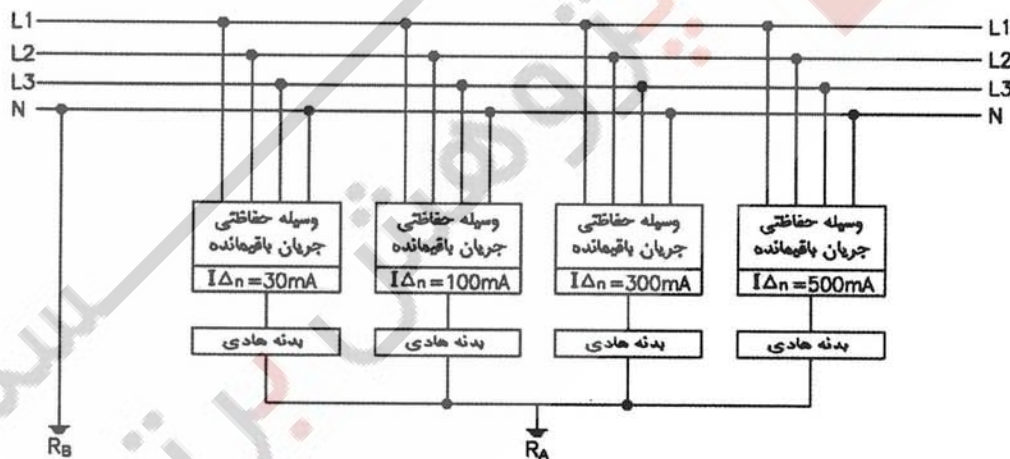 L1 L1
L2 L2
L3 L3
N N
وسیله حفاظتی
جریان باقیمانده
IΔn=30mA
بدنه هادی
وسیله حفاظتی
جریان باقیمانده
IΔn=100mA
بدنه هادی
وسیله حفاظتی
جریان باقیمانده
IΔn=300mA
بدنه هادی
وسیله حفاظتی
جریان باقیمانده
IΔn=500mA
بدنه هادی
RB
RA
پژوهش